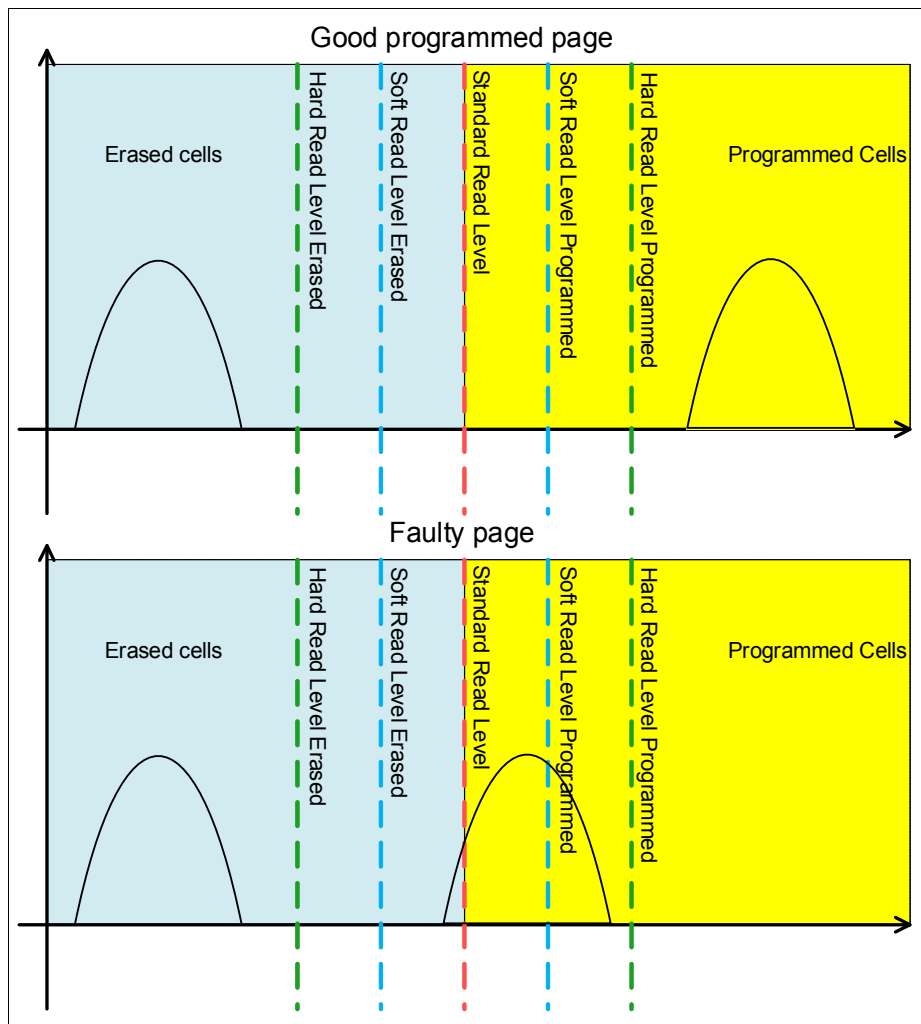 Good programmed page
Erased cells
Hard Read Level Erased
Soft Read Level Erased
Standard Read Level
Soft Read Level Programmed
Hard Read Level Programmed
Programmed Cells
Faulty page
Erased cells
Hard Read Level Erased
Soft Read Level Erased
Standard Read Level
Soft Read Level Programmed
Hard Read Level Programmed
Programmed Cells